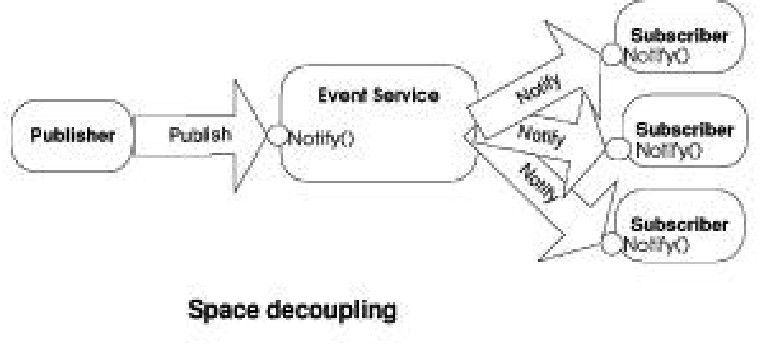 Subscriber
Notify()
Notify
Event Service
Publisher
Publish
Notify()
Notify
Subscriber
Notify()
Notify
Subscriber
Notify()
Space decoupling